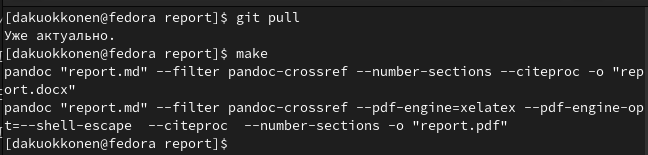 [dakuokkonen@fedora report]$ git pull
Уже актуально.
[dakuokkonen@fedora report]$ make
pandoc "report.md" --filter pandoc-crossref --number-sections --citeproc -o "rep
ort.docx"
pandoc "report.md" --filter pandoc-crossref --pdf-engine=xelatex --pdf-engine-op
t=--shell-escape  --citeproc  --number-sections -o "report.pdf"
[dakuokkonen@fedora report]$